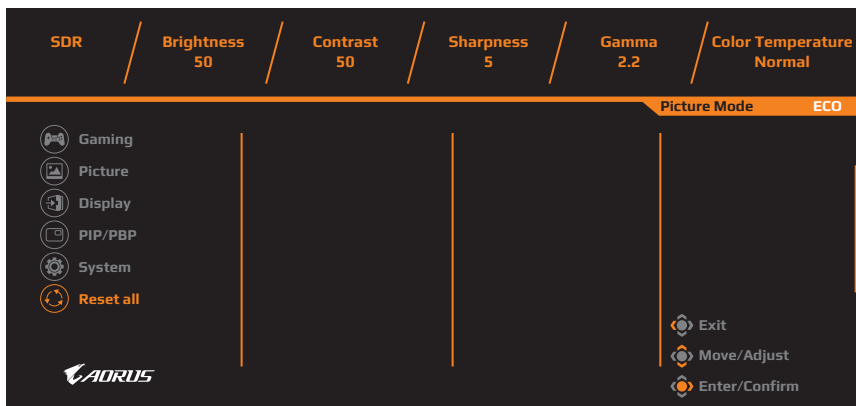 SDR Brightness Contrast Sharpness Gamma Color Temperature
50 50 5 2.2 Normal
Picture Mode ECO
Gaming
Picture
Display
PIP/PBP
System
Reset all
Exit
Move/Adjust
Enter/Confirm
AORUS